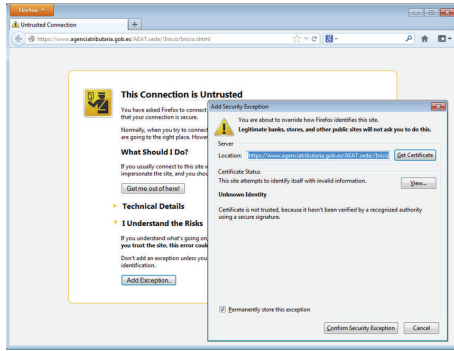 Firefox
Untrusted Connection
https://www.agenciatributaria.gob.es/AEAT.sede/Inicio/Inicio.shtml
This Connection is Untrusted
You have asked Firefox to connect
that your connection is secure.
Normally, when you try to connect
are going to the right place. Howe
What Should I Do?
If you usually connect to this site w
impersonate the site, and you shou
Get me out of here!
Technical Details
I Understand the Risks
If you understand what's going on,
you trust the site, this error could
Don't add an exception unless you
identification.
Add Exception..
Add Security Exception
You are about to override how Firefox identifies this site.
Legitimate banks, stores, and other public sites will not ask you to do this.
Server
Location: https://www.agenciatributaria.gob.es/AEAT.sede/Inicio
Get Certificate
Certificate Status
This site attempts to identify itself with invalid information.
View...
Unknown Identity
Certificate is not trusted, because it hasn't been verified by a recognized authority
using a secure signature.
Permanently store this exception
Confirm Security Exception
Cancel